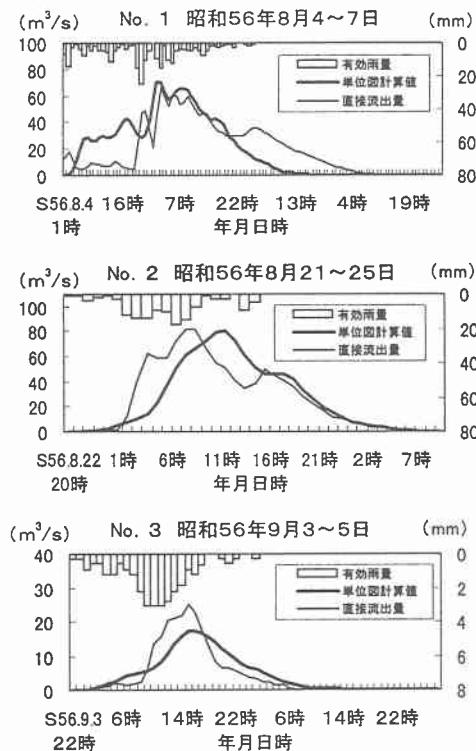 (m³/s) No. 1 昭和56年8月4〜7日 (mm)
100 0
80 20
60 40
40 60
20 80
0
有効雨量
単位図計算値
直接流出量
S56.8.4 16時 7時 22時 13時 4時 19時
1時 年月日時
(m³/s) No. 2 昭和56年8月21〜25日 (mm)
100 0
80 20
60 40
40 60
20 80
0
有効雨量
単位図計算値
直接流出量
S56.8.22 1時 6時 11時 16時 21時 2時 7時
20時 年月日時
(m³/s) No. 3 昭和56年9月3〜5日 (mm)
40 0
30 2
20 4
10 6
0 8
有効雨量
単位図計算値
直接流出量
S56.9.3 6時 14時 22時 6時 14時 22時
22時 年月日時